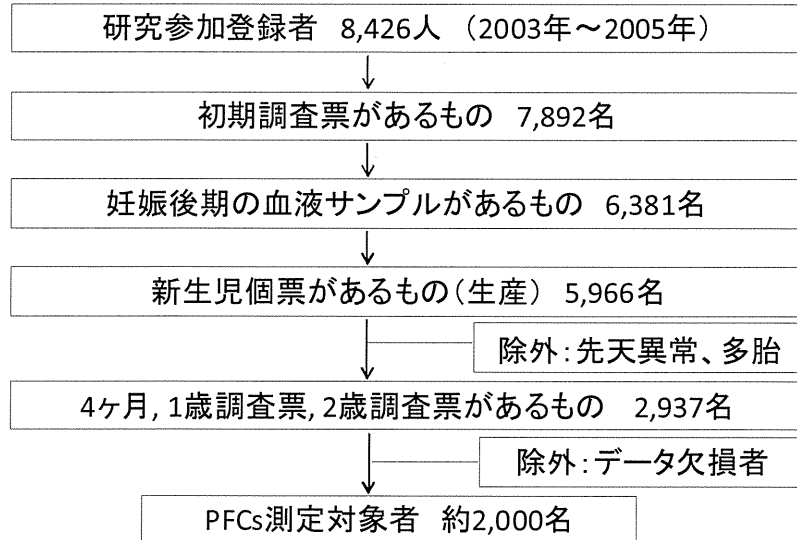 研究参加登録者 8,426人 （2003年～2005年）
初期調査票があるもの 7,892名
妊娠後期の血液サンプルがあるもの 6,381名
新生児個票があるもの（生産） 5,966名
除外：先天異常、多胎
4ヶ月, 1歳調査票, 2歳調査票があるもの 2,937名
除外：データ欠損者
PFCs測定対象者 約2,000名